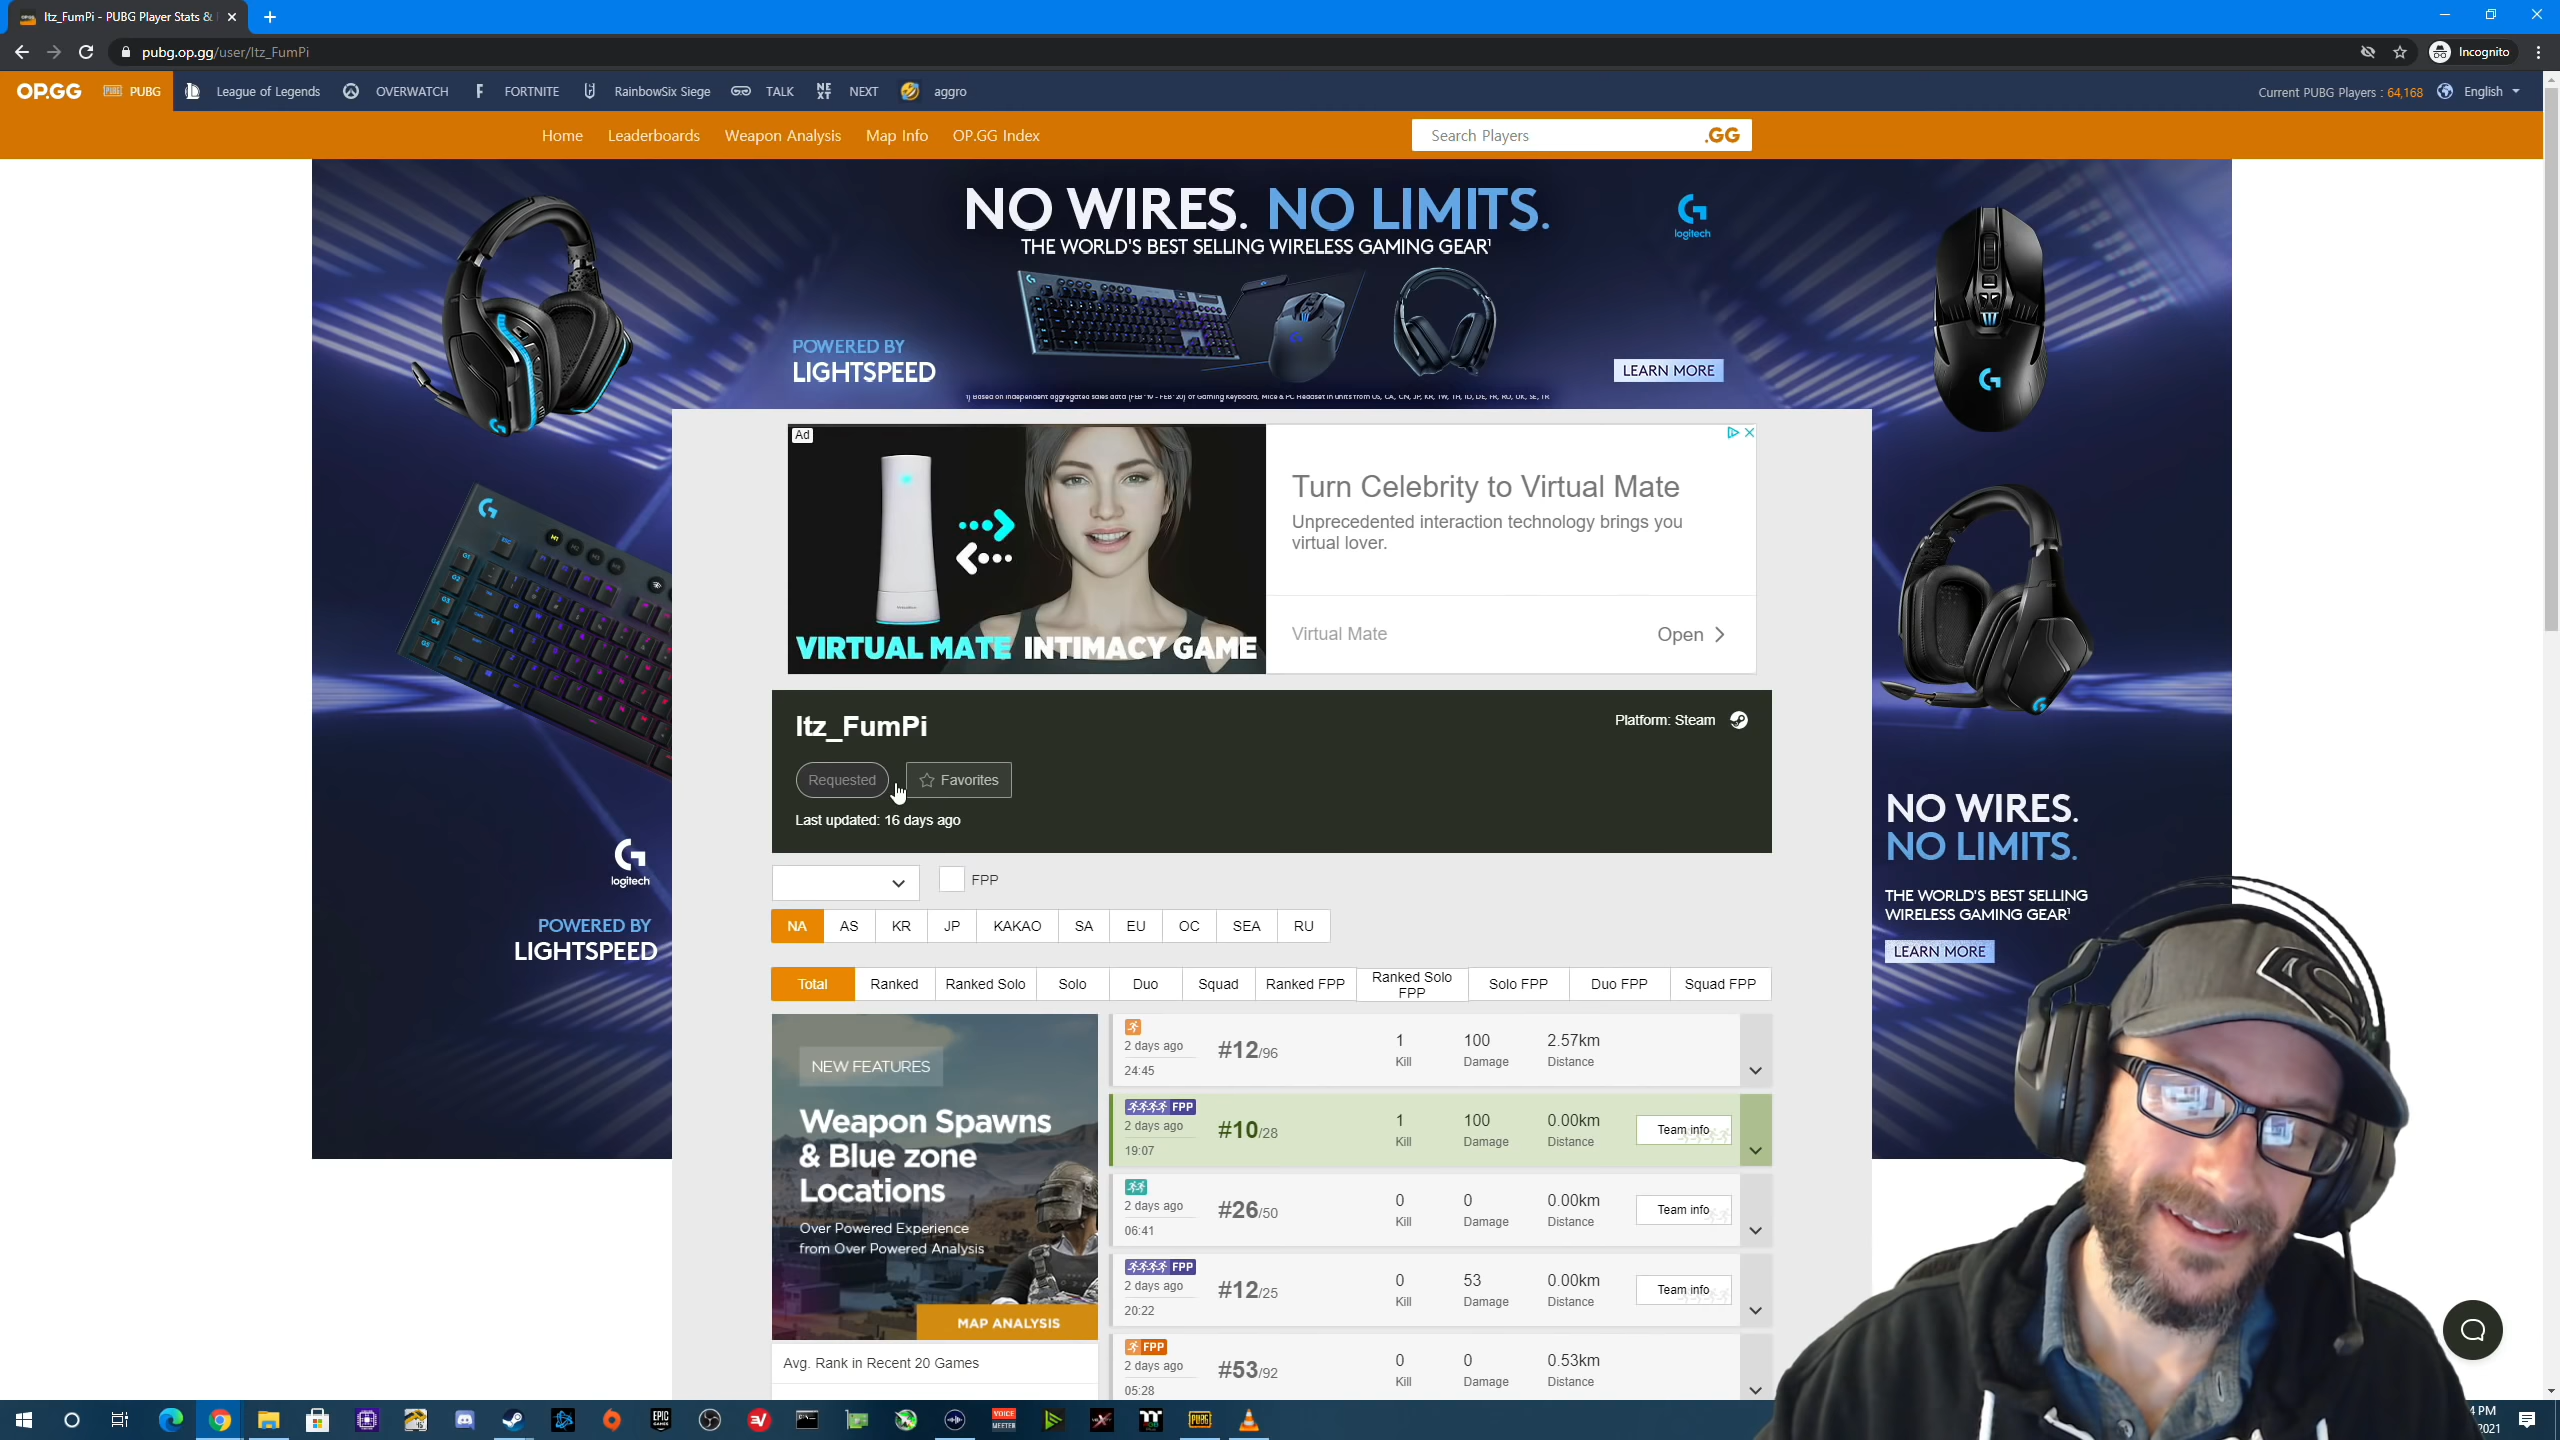 Itz_FumPi - PUBG Player Stats &
pubg.op.gg/user/Itz_FumPi
Incognito
OP.GG PUBG League of Legends OVERWATCH FORTNITE RainbowSix Siege TALK NEXT aggro
Current PUBG Players : 64,168 English
Home Leaderboards Weapon Analysis Map Info OP.GG Index
Search Players .GG
NO WIRES. NO LIMITS.
THE WORLD'S BEST SELLING WIRELESS GAMING GEAR¹
logitech
POWERED BY
LIGHTSPEED
LEARN MORE
Ad
VIRTUAL MATE INTIMACY GAME
Turn Celebrity to Virtual Mate
Unprecedented interaction technology brings you
virtual lover.
Virtual Mate
Open
Itz_FumPi
Platform: Steam
Requested
Favorites
Last updated: 16 days ago
FPP
NA AS KR JP KAKAO SA EU OC SEA RU
Total Ranked Ranked Solo Solo Duo Squad Ranked FPP Ranked Solo FPP Solo FPP Duo FPP Squad FPP
logitech
POWERED BY
LIGHTSPEED
NO WIRES.
NO LIMITS.
THE WORLD'S BEST SELLING
WIRELESS GAMING GEAR¹
LEARN MORE
NEW FEATURES
Weapon Spawns
& Blue zone
Locations
Over Powered Experience
from Over Powered Analysis
MAP ANALYSIS
Avg. Rank in Recent 20 Games
2 days ago
24:45
#12/96
1 Kill
100 Damage
2.57km Distance
FPP
2 days ago
19:07
#10/28
1 Kill
100 Damage
0.00km Distance
Team info
2 days ago
06:41
#26/50
0 Kill
0 Damage
0.00km Distance
Team info
FPP
2 days ago
20:22
#12/25
0 Kill
53 Damage
0.00km Distance
Team info
FPP
2 days ago
05:28
#53/92
0 Kill
0 Damage
0.53km Distance
EPIC
VOICE
MEETER
PUBG
4 PM
2021